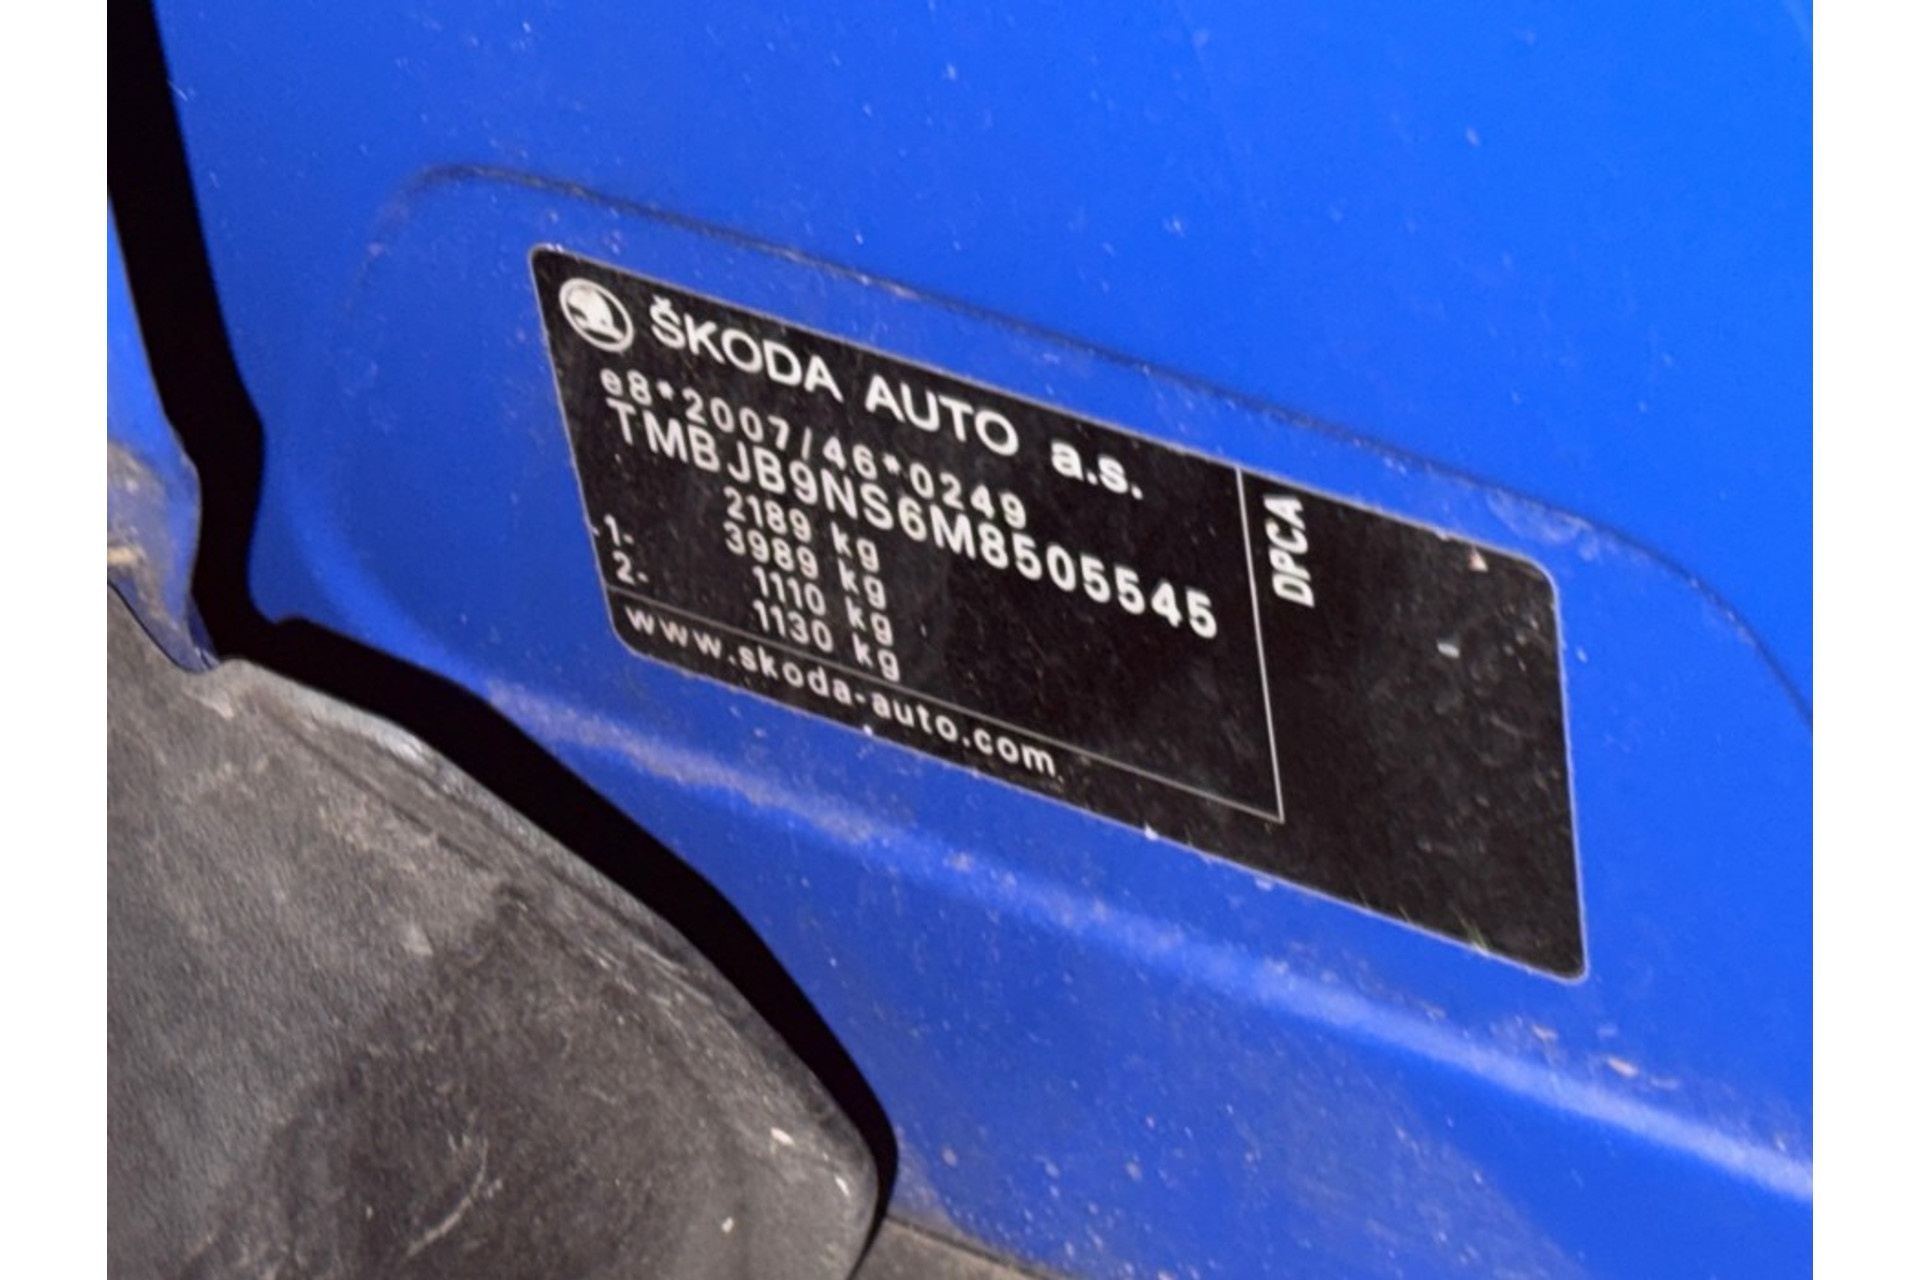 ŠKODA AUTO a.s.
e8*2007/46*0249
TMBJB9NS6M8505545
2189 kg
3989 kg
1- 1110 kg
2- 1130 kg
www.skoda-auto.com
DPCA